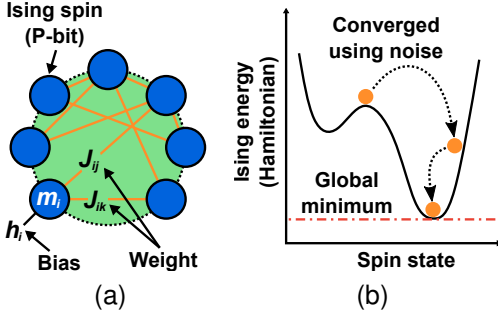 Ising spin
(P-bit)
J_ij
m_i
J_ik
h_i
Bias
Weight
(a)
Ising energy
(Hamiltonian)
Converged
using noise
Global
minimum
Spin state
(b)